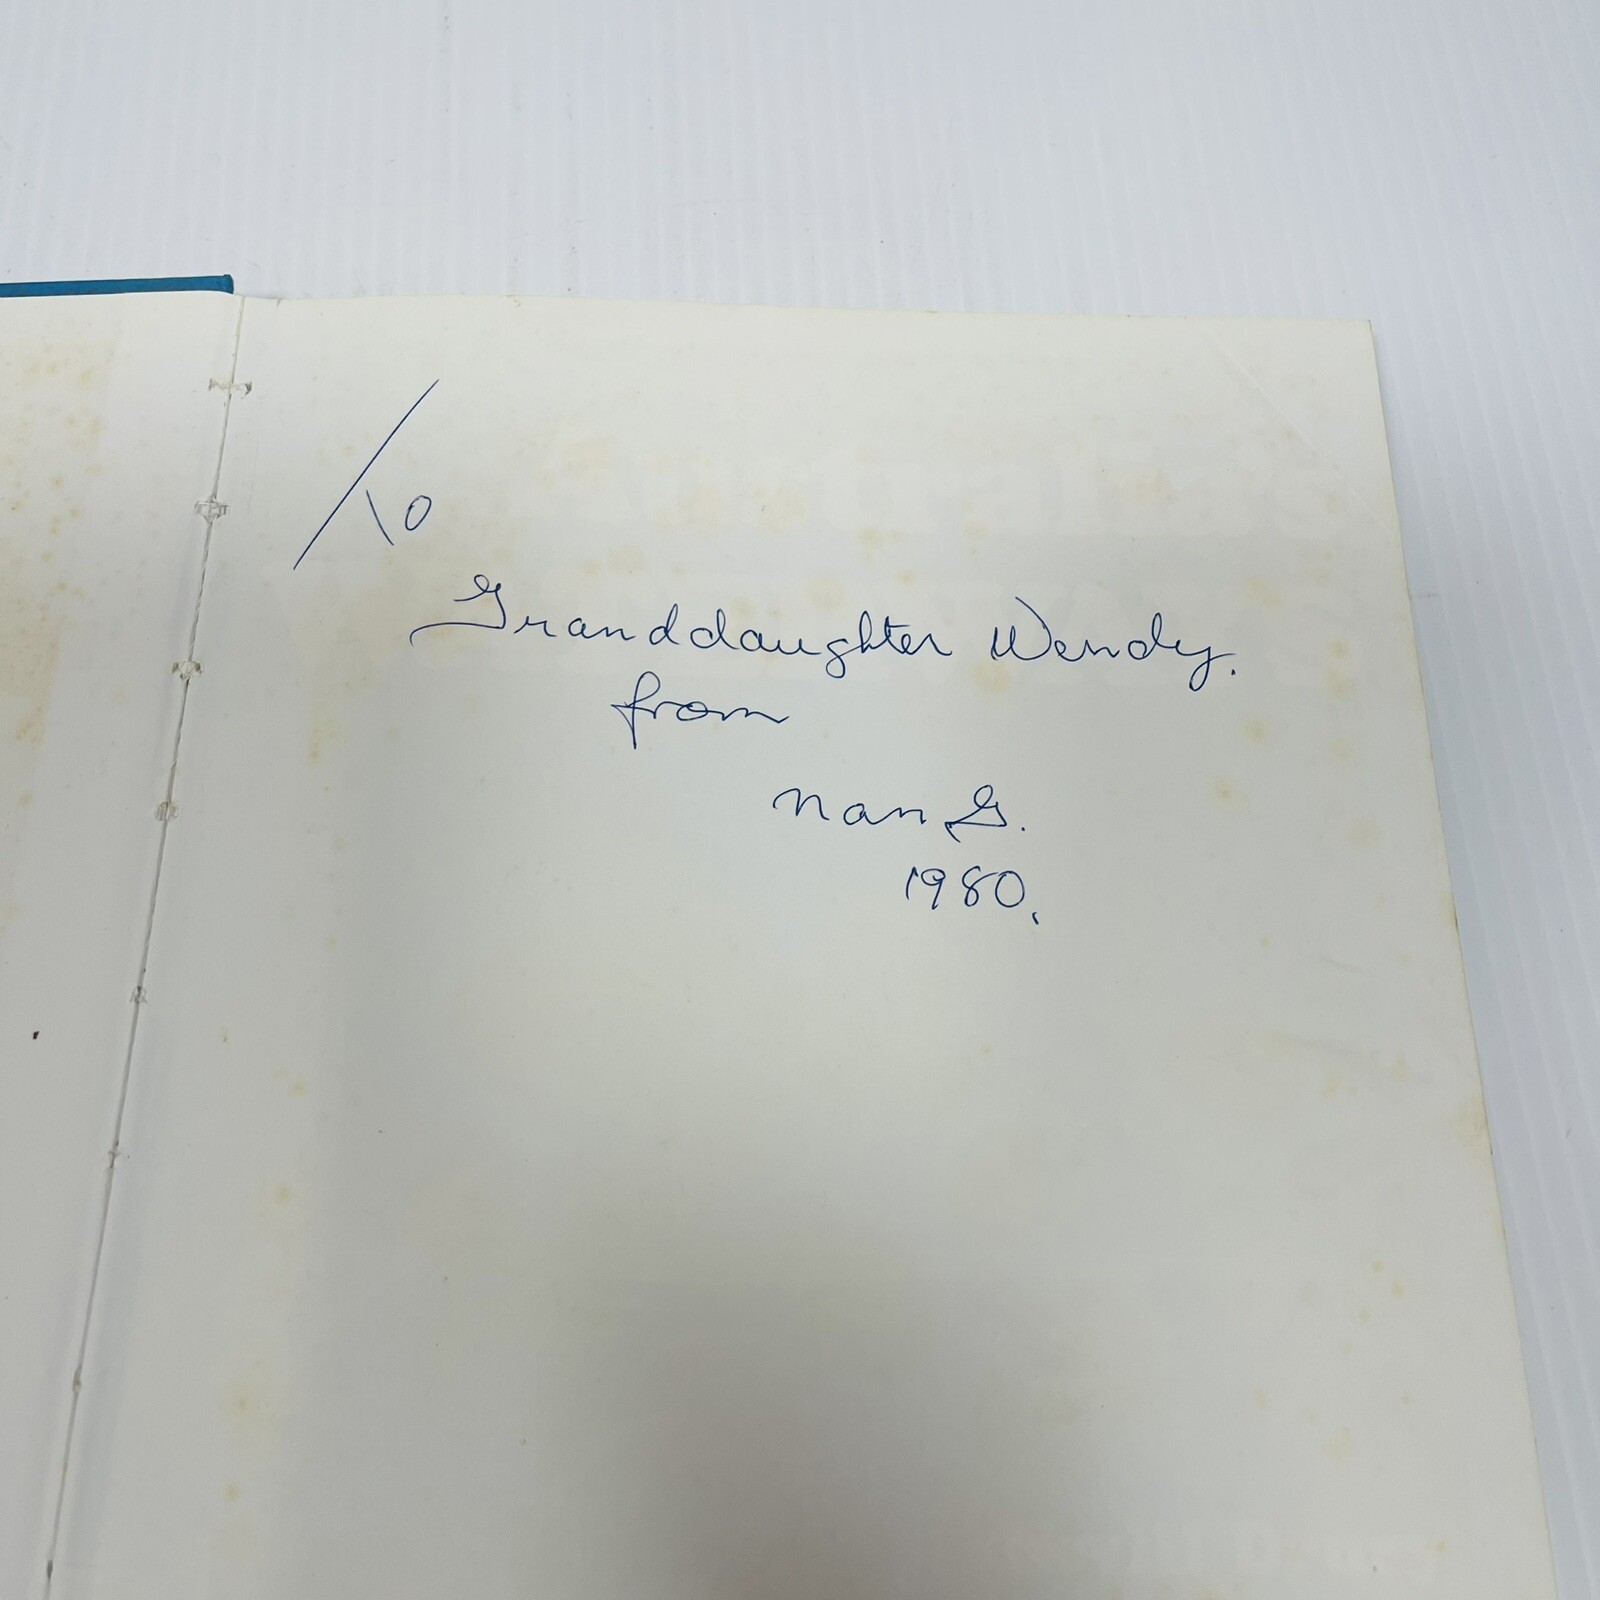 To
Granddaughter Wendy.
from
Nan G.
1980.